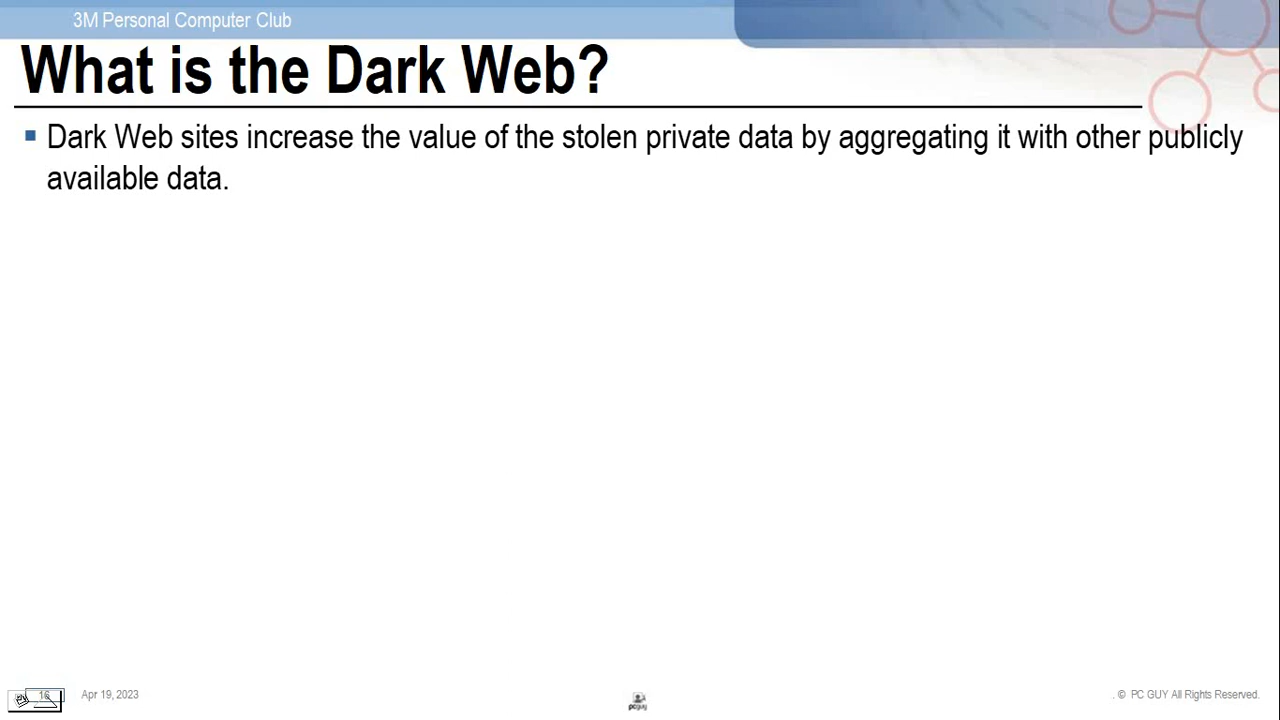 3M Personal Computer Club
What is the Dark Web?
Dark Web sites increase the value of the stolen private data by aggregating it with other publicly
available data.
Apr 19, 2023
pcguy
. © PC GUY All Rights Reserved.